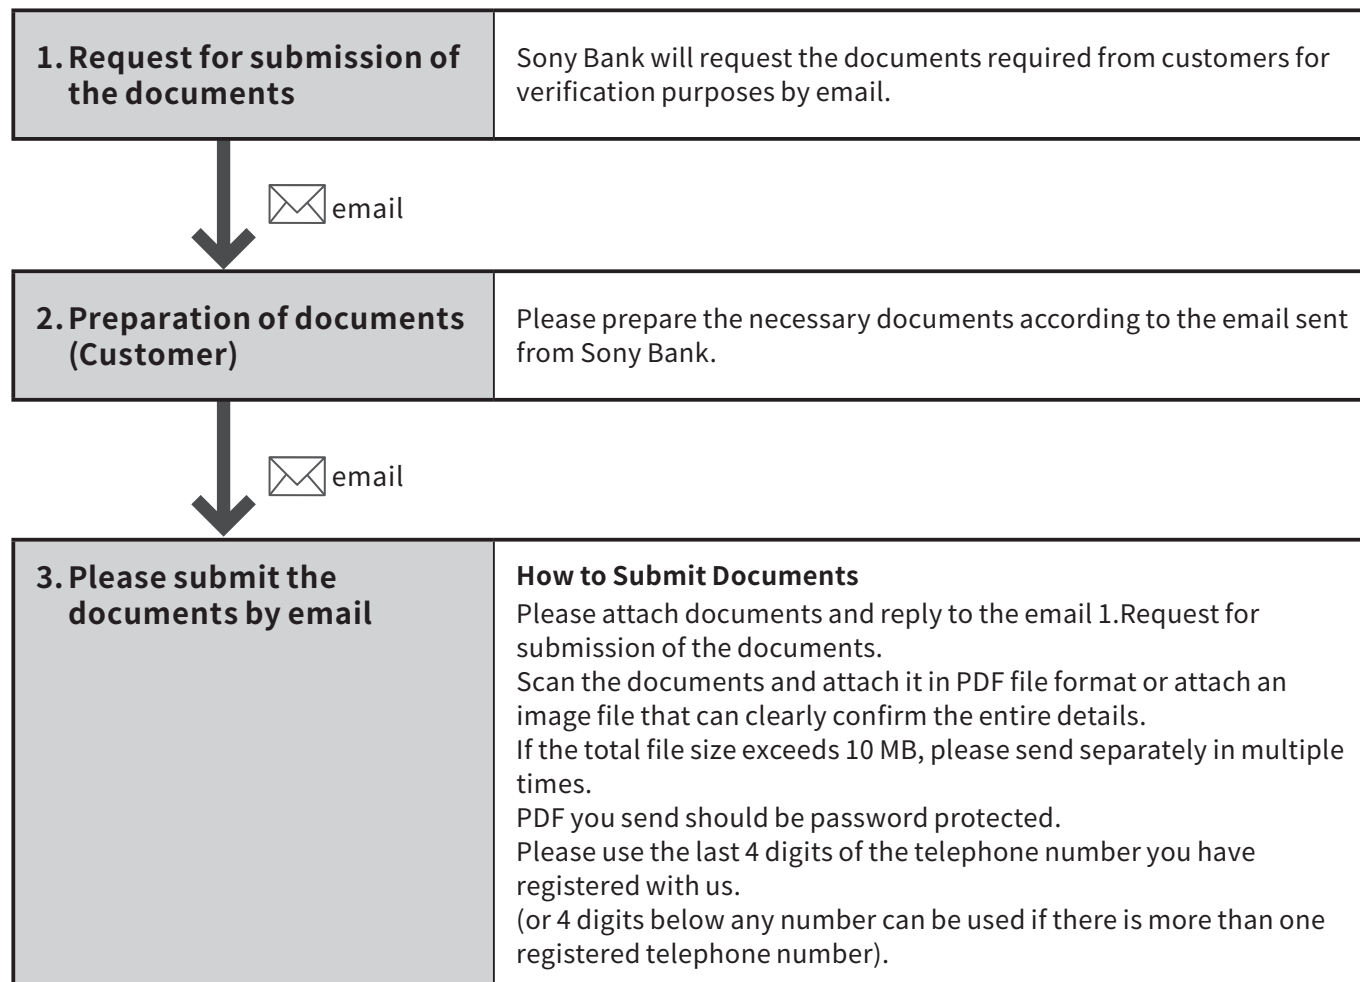 1. Request for submission of
the documents
Sony Bank will request the documents required from customers for
verification purposes by email.
email
2. Preparation of documents
(Customer)
Please prepare the necessary documents according to the email sent
from Sony Bank.
email
3. Please submit the
documents by email
How to Submit Documents
Please attach documents and reply to the email 1.Request for
submission of the documents.
Scan the documents and attach it in PDF file format or attach an
image file that can clearly confirm the entire details.
If the total file size exceeds 10 MB, please send separately in multiple
times.
PDF you send should be password protected.
Please use the last 4 digits of the telephone number you have
registered with us.
(or 4 digits below any number can be used if there is more than one
registered telephone number).